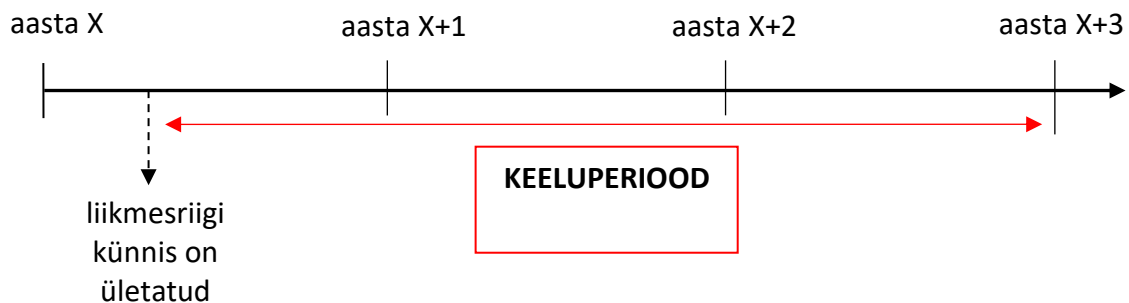 aasta X
aasta X+1
aasta X+2
aasta X+3
KEELUPERIOOD
liikmesriigi
künnis on
ületatud